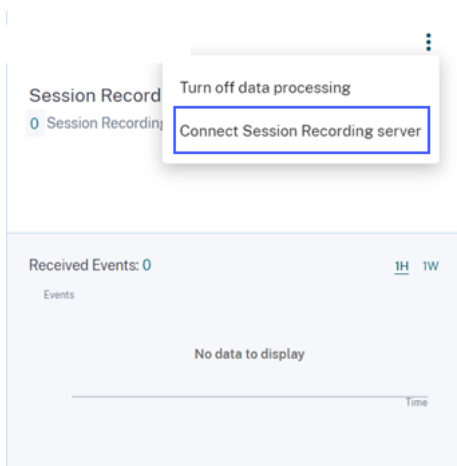 Turn off data processing
Session Record
0 Session Recording
Connect Session Recording server
Received Events: 0 1H 1W
Events
No data to display
Time